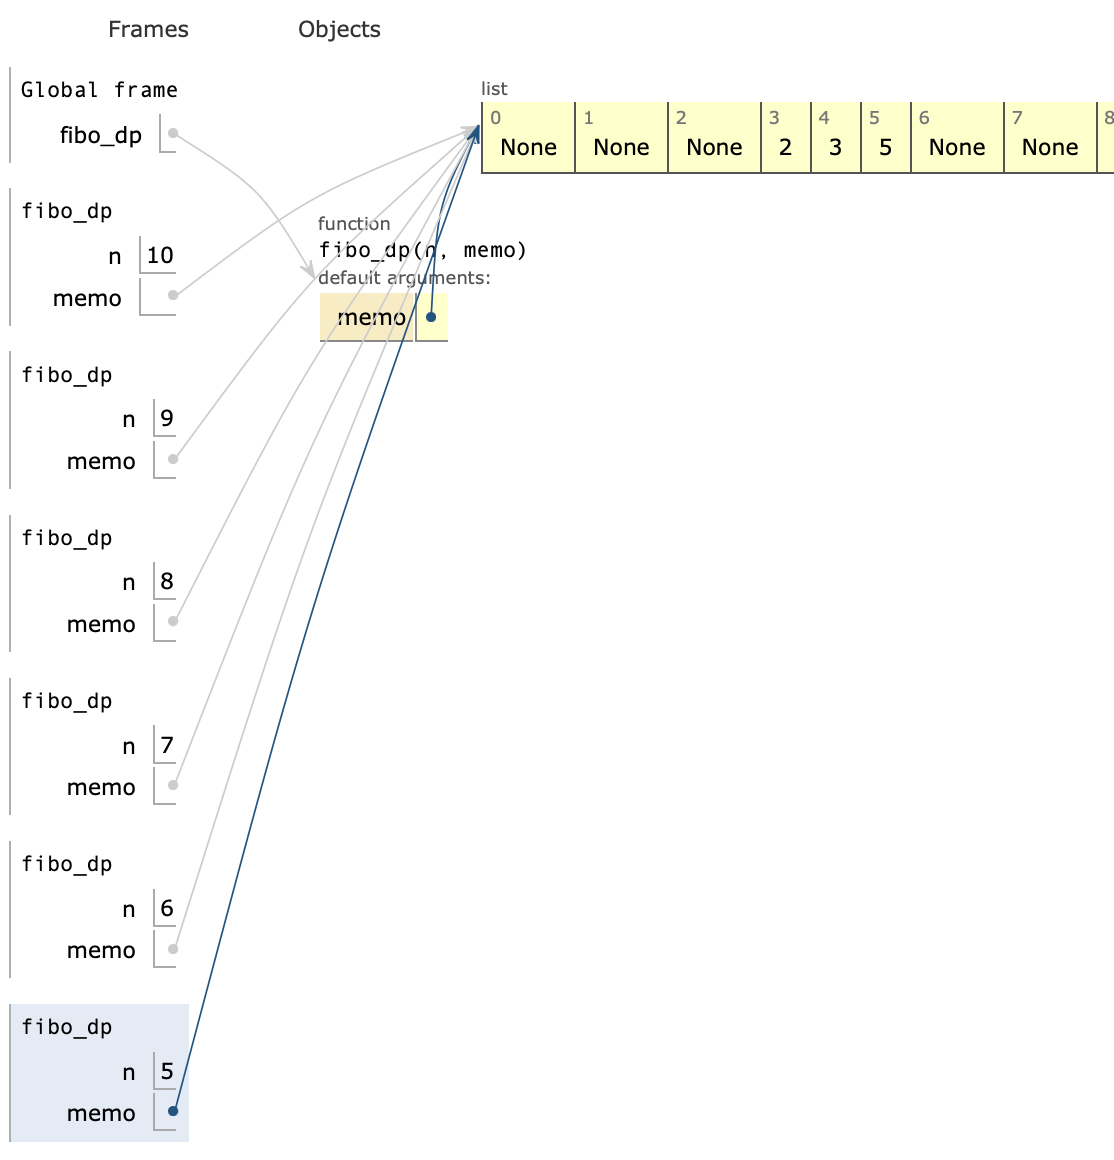 Frames Objects
Global frame
fibo_dp
list
0 1 2 3 4 5 6 7 8
None None None 2 3 5 None None
fibo_dp
n 10
memo
function
fibo_dp(n, memo)
default arguments:
memo
fibo_dp
n 9
memo
fibo_dp
n 8
memo
fibo_dp
n 7
memo
fibo_dp
n 6
memo
fibo_dp
n 5
memo